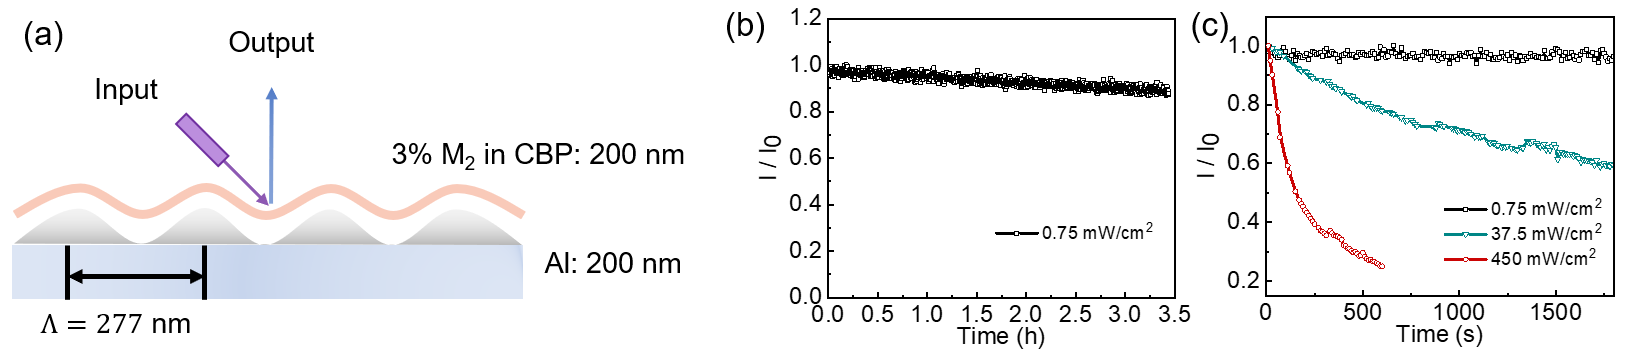 (a)
Output
Input
3% M2 in CBP: 200 nm
Al: 200 nm
Λ = 277 nm
(b)
I / I0
1.2
1.0
0.8
0.6
0.4
0.2
0.0
0.75 mW/cm2
0.0 0.5 1.0 1.5 2.0 2.5 3.0 3.5
Time (h)
(c)
I / I0
1.0
0.8
0.6
0.4
0.2
0.75 mW/cm2
37.5 mW/cm2
450 mW/cm2
0 500 1000 1500
Time (s)